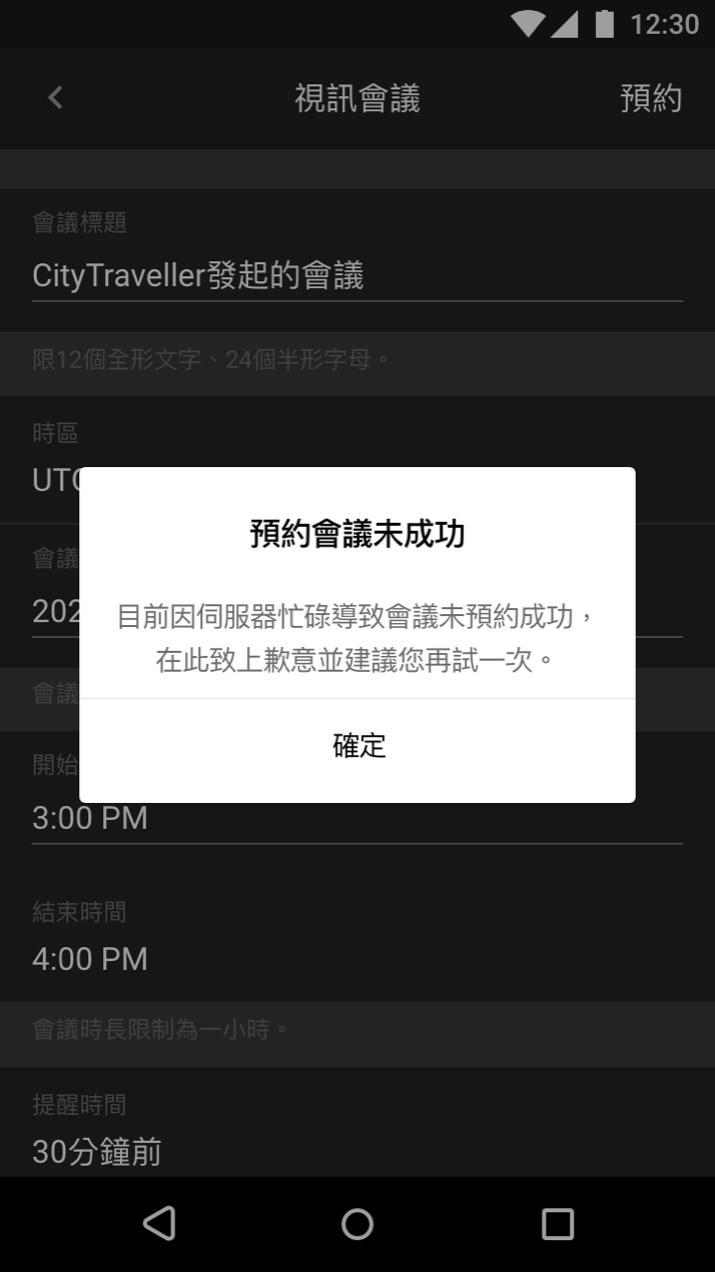 12:30
視訊會議
預約
會議標題
CityTraveller發起的會議
限12個全形文字、24個半形字母。
時區
預約會議未成功
會議
目前因伺服器忙碌導致會議未預約成功，
在此致上歉意並建議您再試一次。
會議
確定
開始
3:00 PM
結束時間
4:00 PM
會議時長限制為一小時。
提醒時間
30分鐘前